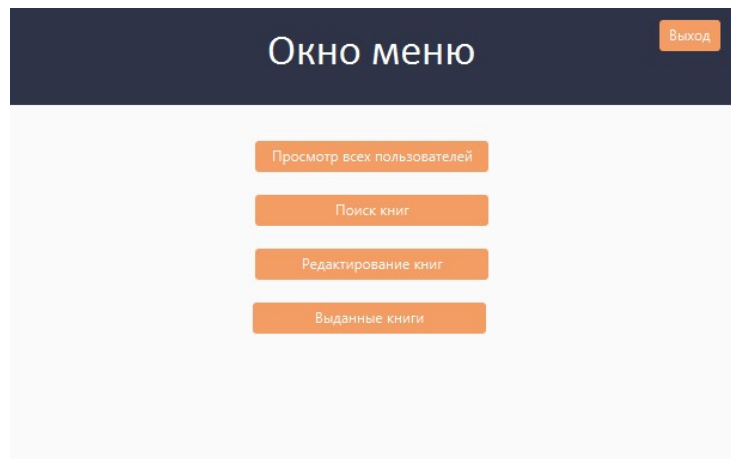 Окно меню
Выход
Просмотр всех пользователей
Поиск книг
Редактирование книг
Выданные книги